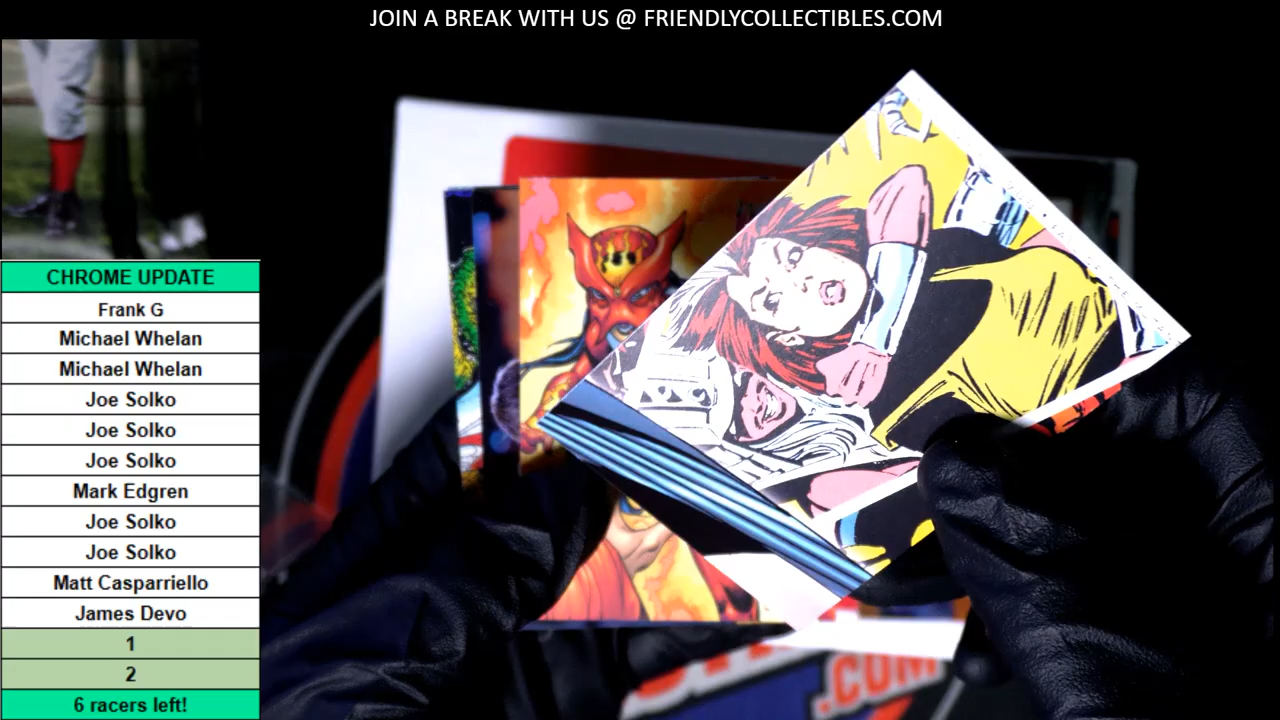 JOIN A BREAK WITH US @ FRIENDLYCOLLECTIBLES.COM
CHROME UPDATE
Frank G
Michael Whelan
Michael Whelan
Joe Solko
Joe Solko
Joe Solko
Mark Edgren
Joe Solko
Joe Solko
Matt Casparriello
James Devo
1
2
6 racers left!
.COM